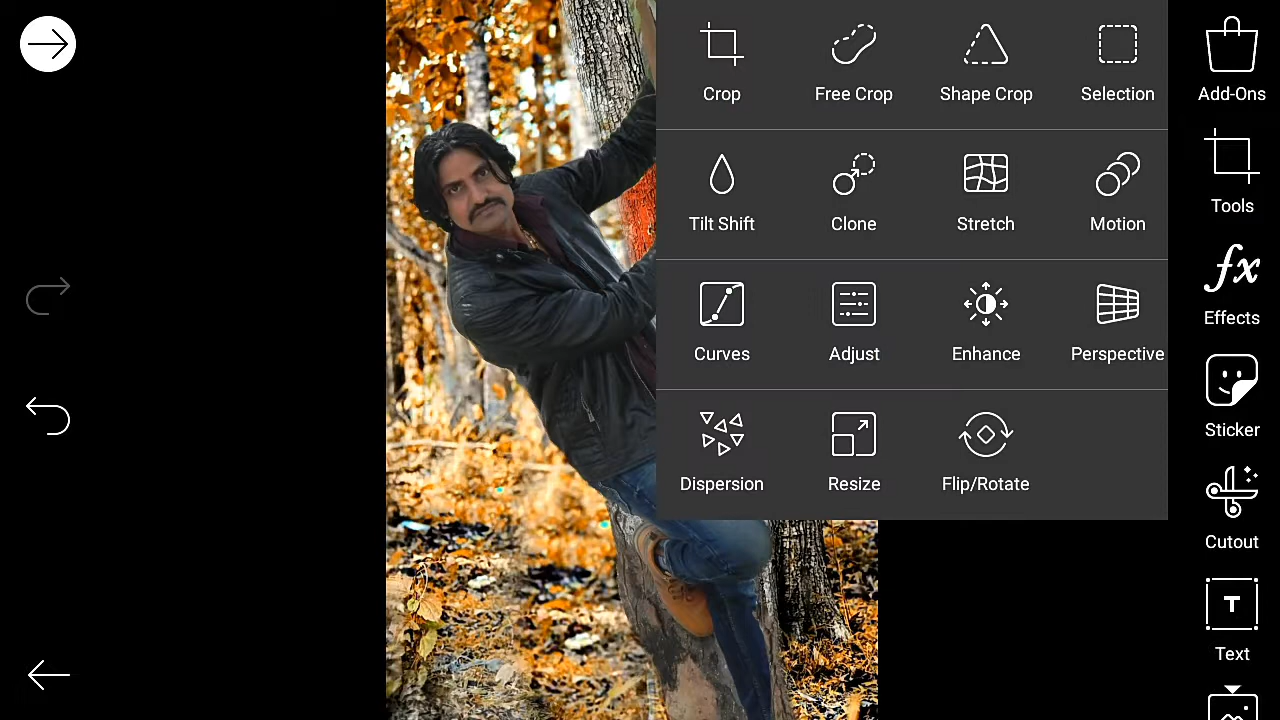 Crop Free Crop Shape Crop Selection
Tilt Shift Clone Stretch Motion
Curves Adjust Enhance Perspective
Dispersion Resize Flip/Rotate
Add-Ons
Tools
fx
Effects
Sticker
Cutout
T
Text